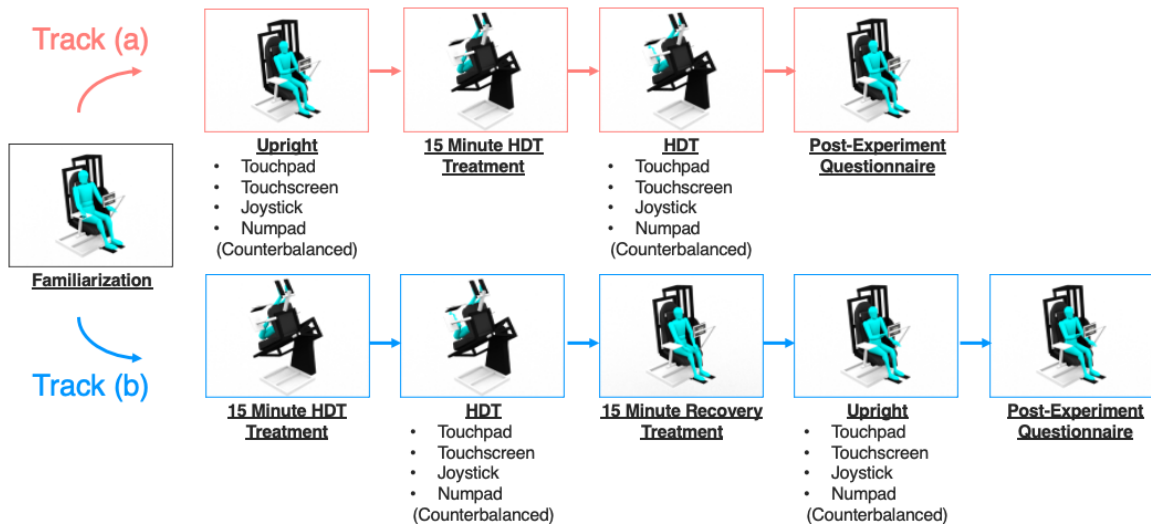 Track (a)
Upright
• Touchpad
• Touchscreen
• Joystick
• Numpad
(Counterbalanced)
15 Minute HDT
Treatment
HDT
• Touchpad
• Touchscreen
• Joystick
• Numpad
(Counterbalanced)
Post-Experiment
Questionnaire
Familiarization
Track (b)
15 Minute HDT
Treatment
HDT
• Touchpad
• Touchscreen
• Joystick
• Numpad
(Counterbalanced)
15 Minute Recovery
Treatment
Upright
• Touchpad
• Touchscreen
• Joystick
• Numpad
(Counterbalanced)
Post-Experiment
Questionnaire